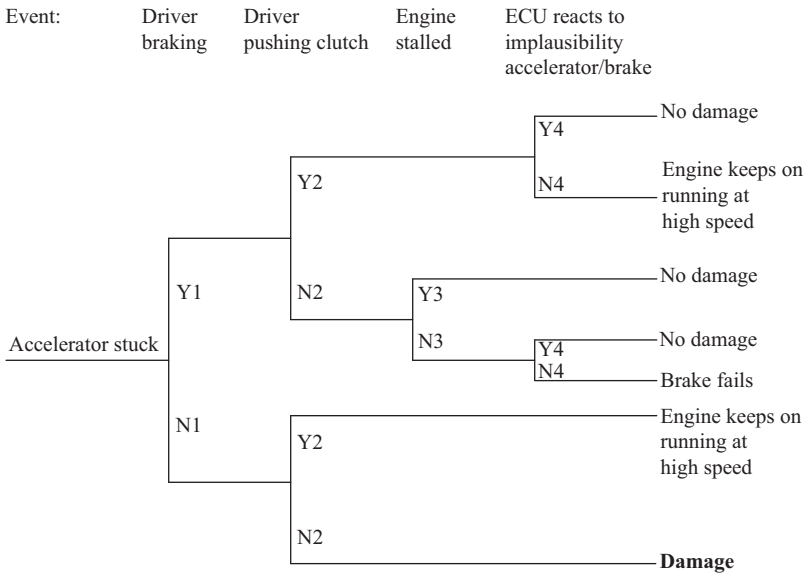 Event:
Driver
braking
Driver
pushing clutch
Engine
stalled
ECU reacts to
implausibility
accelerator/brake
No damage
Y4
N4
Engine keeps on
running at
high speed
Y2
N2
Y1
Y3
No damage
N3
Y4
No damage
N4
Brake fails
Accelerator stuck
N1
Y2
Engine keeps on
running at
high speed
N2
Damage